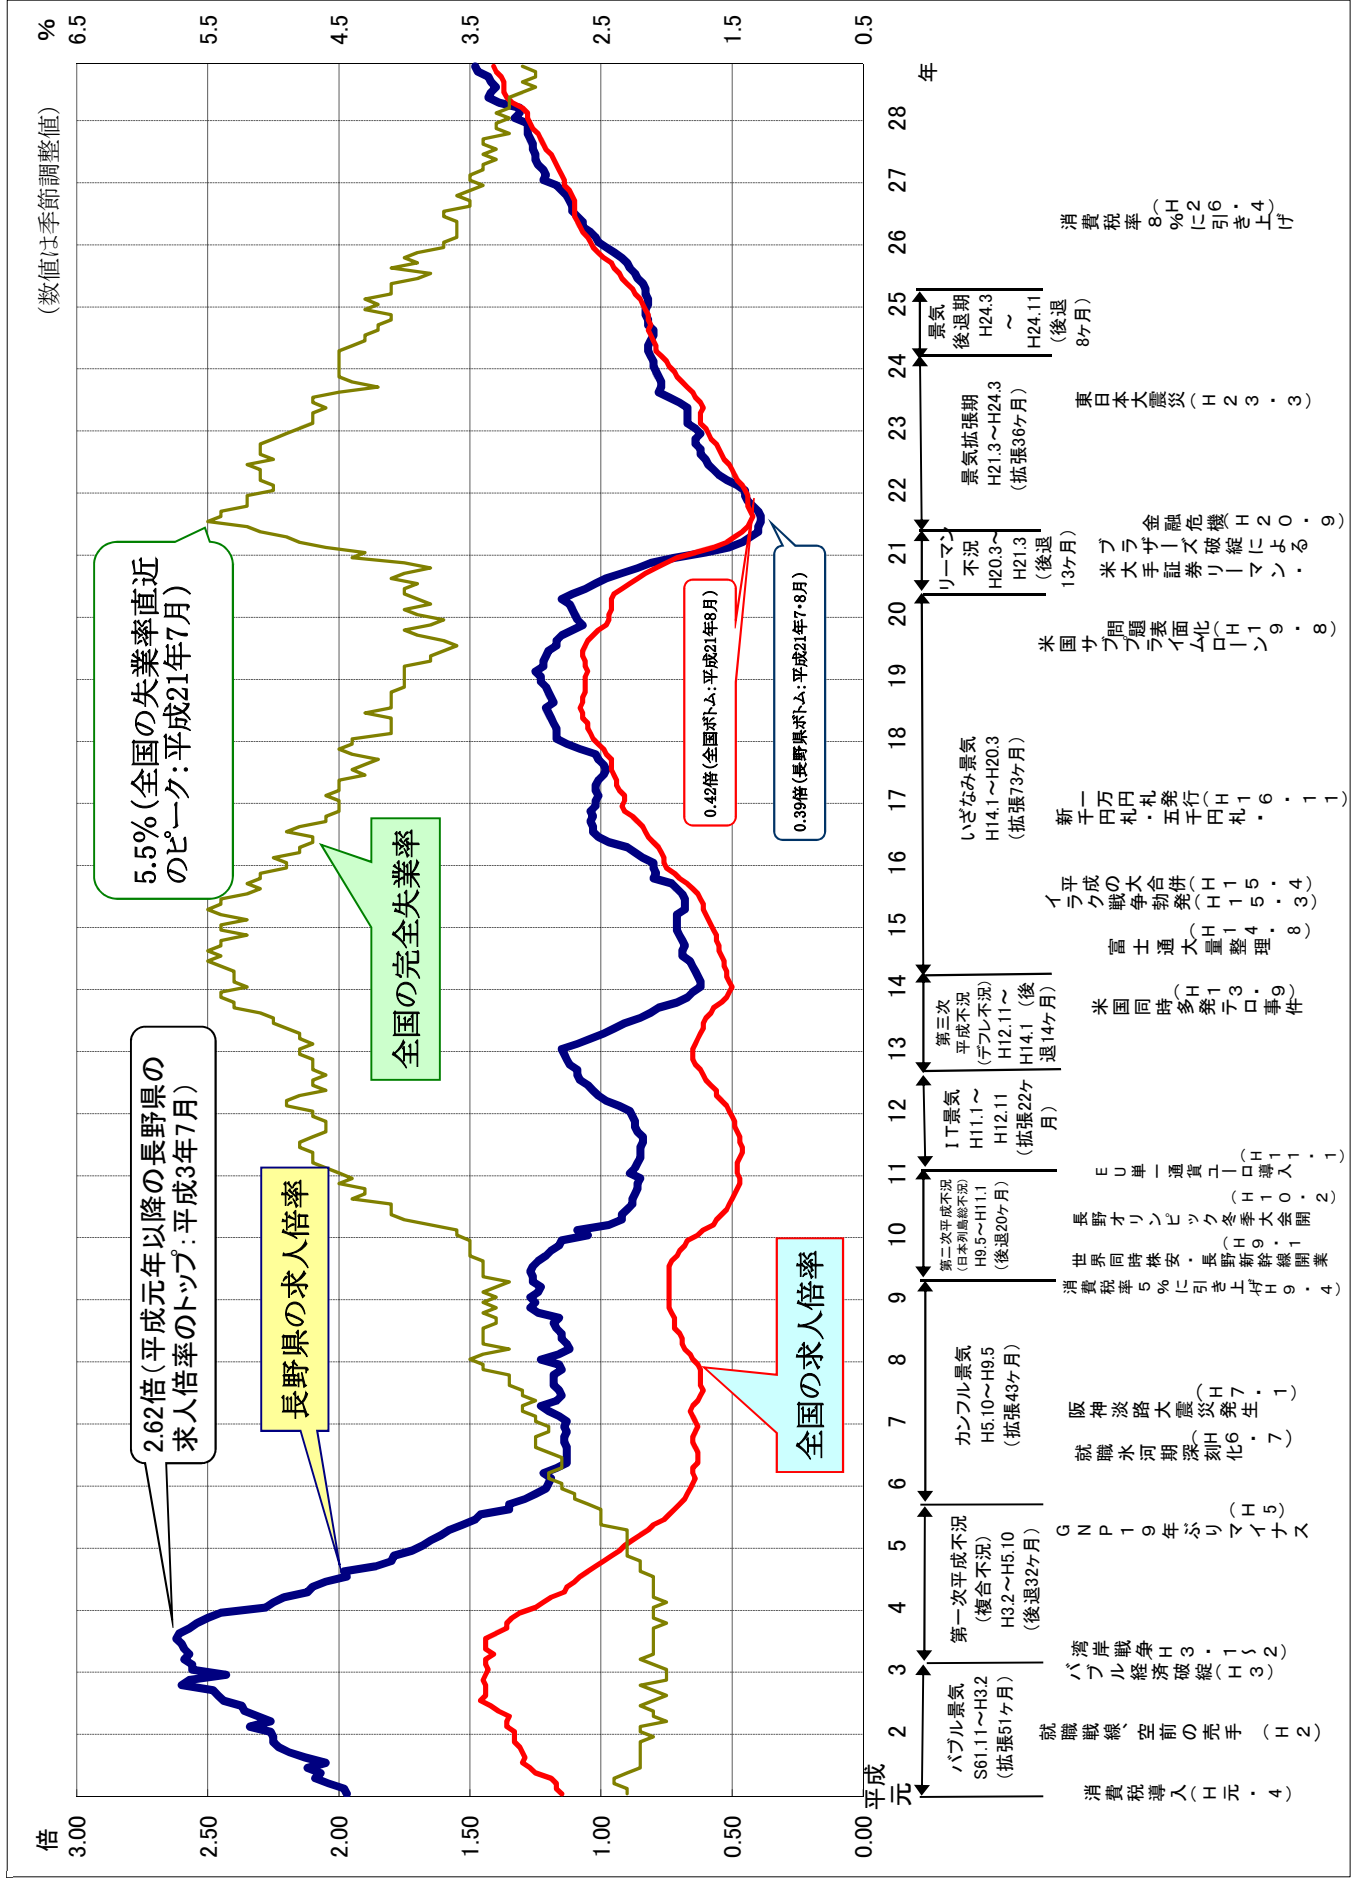 倍
(数値は季節調整値)
%
3.00
2.50
2.00
1.50
1.00
0.50
0.00
6.5
5.5
4.5
3.5
2.5
1.5
0.5
2.62倍(平成元年以降の長野県の
求人倍率のトップ:平成3年7月)
5.5%(全国の失業率直近
のピーク:平成21年7月)
長野県の求人倍率
全国の完全失業率
全国の求人倍率
0.42倍(全国ボトム:平成21年8月)
0.39倍(長野県ボトム:平成21年7・8月)
平成
元
2
3
4
5
6
7
8
9
10
11
12
13
14
15
16
17
18
19
20
21
22
23
24
25
26
27
28
年
バブル景気
S61.11~H3.2
(拡張51ヶ月)
第一次平成不況
(複合不況)
H3.2~H5.10
(後退32ヶ月)
カンフル景気
H5.10~H9.5
(拡張43ヶ月)
第二次平成不況
(日本列島総不況)
H9.5~H11.1
(後退20ヶ月)
IT景気
H11.1~
H12.11
(拡張22ヶ
月)
第三次
平成不況
(デフレ不況)
H12.11~
H14.1 (後
退14ヶ月)
いざなみ景気
H14.1~H20.3
(拡張73ヶ月)
リーマン
不況
H20.3~
H21.3
(後退
13ヶ月)
景気拡張期
H21.3~H24.3
(拡張36ヶ月)
景気
後退期
H24.3
~
H24.11
(後退
8ヶ月)
消費税導入(H元・4)
就職戦線、空前の売手 (H2)
バブル経済破綻(H3)
湾岸戦争H3・1~2)
GNP19年ぶりマイナス
(H5)
就職氷河期深刻化
(H6・7)
阪神淡路大震災発生
(H7・1)
消費税率5%に引き上げH9・4)
世界同時株安・長野新幹線開業
(H9・1
長野オリンピック冬季大会開
(H10・2)
EU単一通貨ユーロ導入
(H11・1)
米国同時多発テロ事件
(H13・9)
富士通大量整理
(H14・8)
イラク戦争勃発(H15・3)
平成の大合併(H15・4)
新千円札・五千円札・
一万円札発行(H16・11)
米国サブプライムローン
問題表面化(H19・8)
米大手証券リーマン・
ブラザーズ破綻による
金融危機(H20・9)
東日本大震災(H23・3)
消費税率8%に引き上げ
(H26・4)